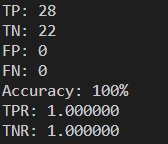 TP: 28
TN: 22
FP: 0
FN: 0
Accuracy: 100%
TPR: 1.000000
TNR: 1.000000